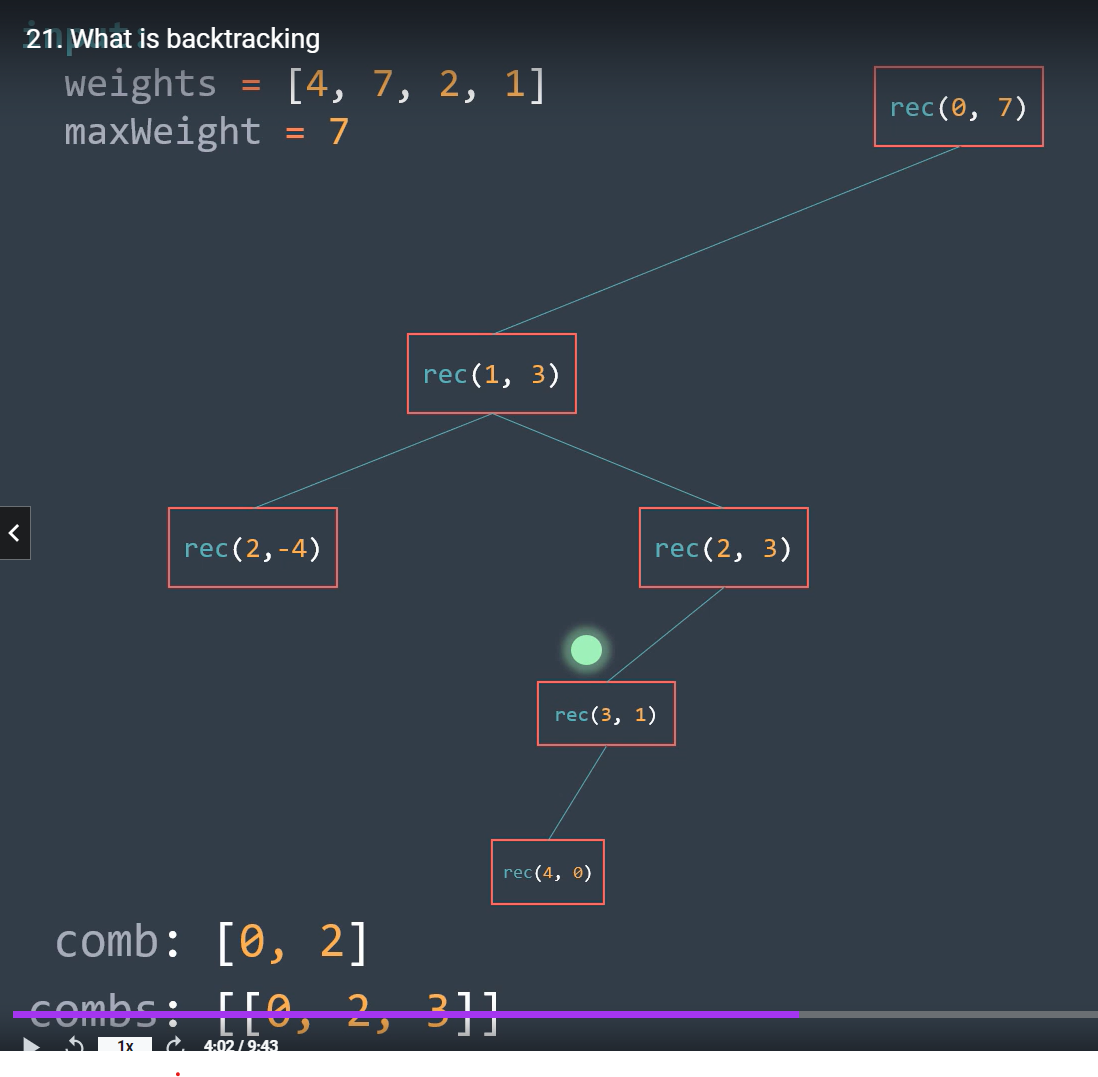 input:
21. What is backtracking
weights = [4, 7, 2, 1]
maxWeight = 7
rec(0, 7)
rec(1, 3)
rec(2,-4)
rec(2, 3)
rec(3, 1)
rec(4, 0)
comb: [0, 2]
combs: [[0, 2, 3]]
1x
4:02 / 9:43